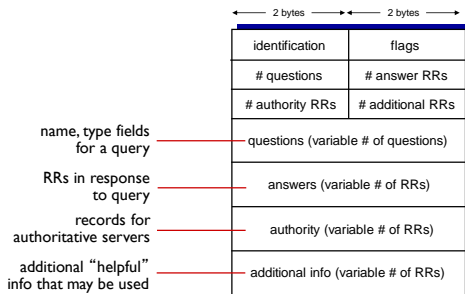 2 bytes 2 bytes
identification flags
# questions # answer RRs
# authority RRs # additional RRs
name, type fields
for a query
questions (variable # of questions)
RRs in response
to query
answers (variable # of RRs)
records for
authoritative servers
authority (variable # of RRs)
additional “helpful”
info that may be used
additional info (variable # of RRs)